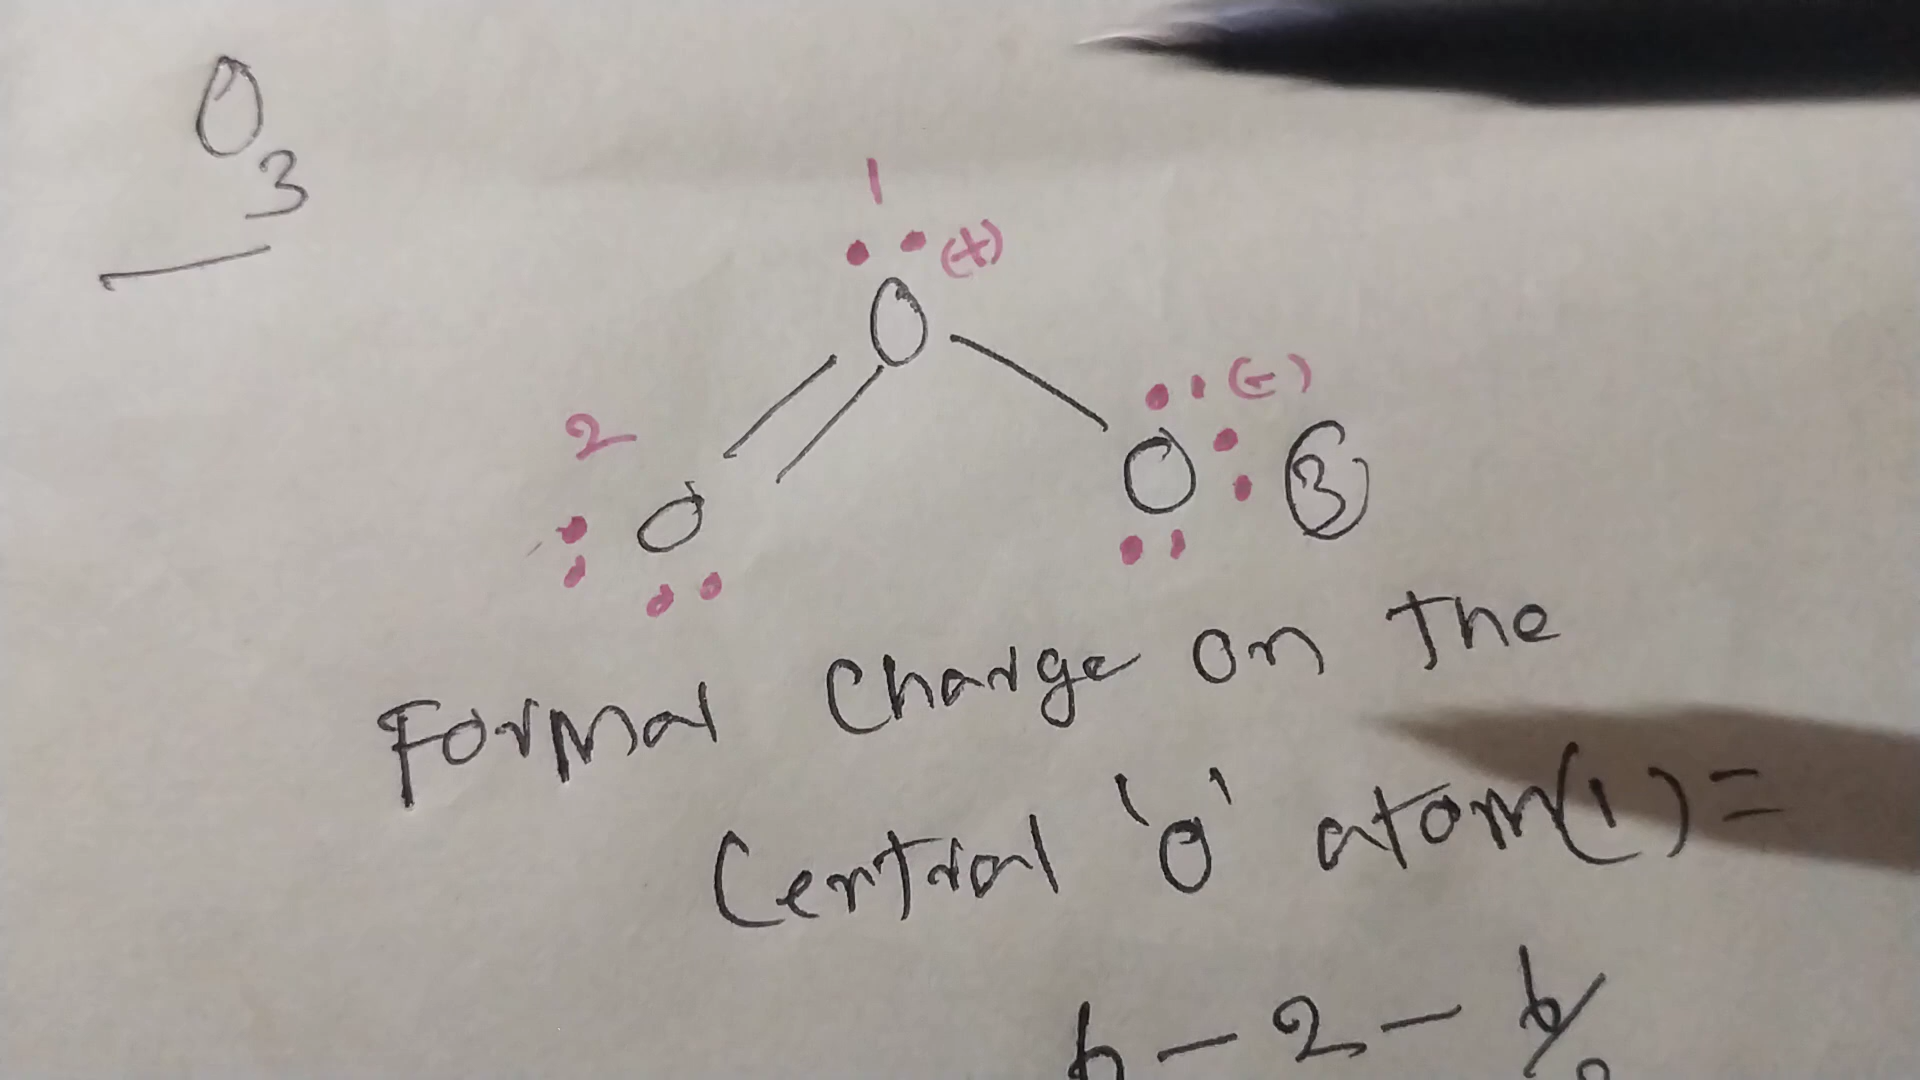 O3
1
(+)
O
(-)
2
O
O
3
Formal Charge on The
Central 'O' atom(1) =
6 - 2 - 6/2